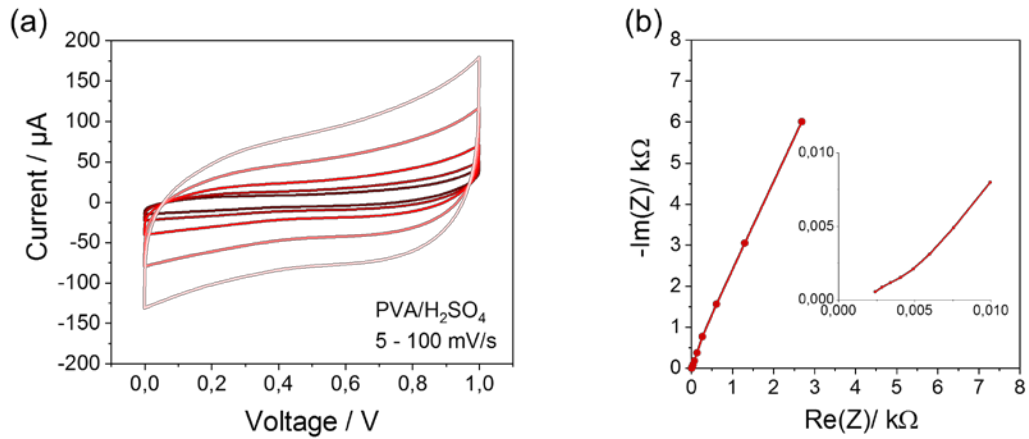 (a)
200
150
100
50
0
-50
-100
-150
-200
Current / µA
0,0 0,2 0,4 0,6 0,8 1,0
Voltage / V
PVA/H₂SO₄
5 - 100 mV/s
(b)
8
7
6
5
4
3
2
1
0
-Im(Z)/ kΩ
0 1 2 3 4 5 6 7 8
Re(Z)/ kΩ
0,010
0,005
0,000
0,000 0,005 0,010